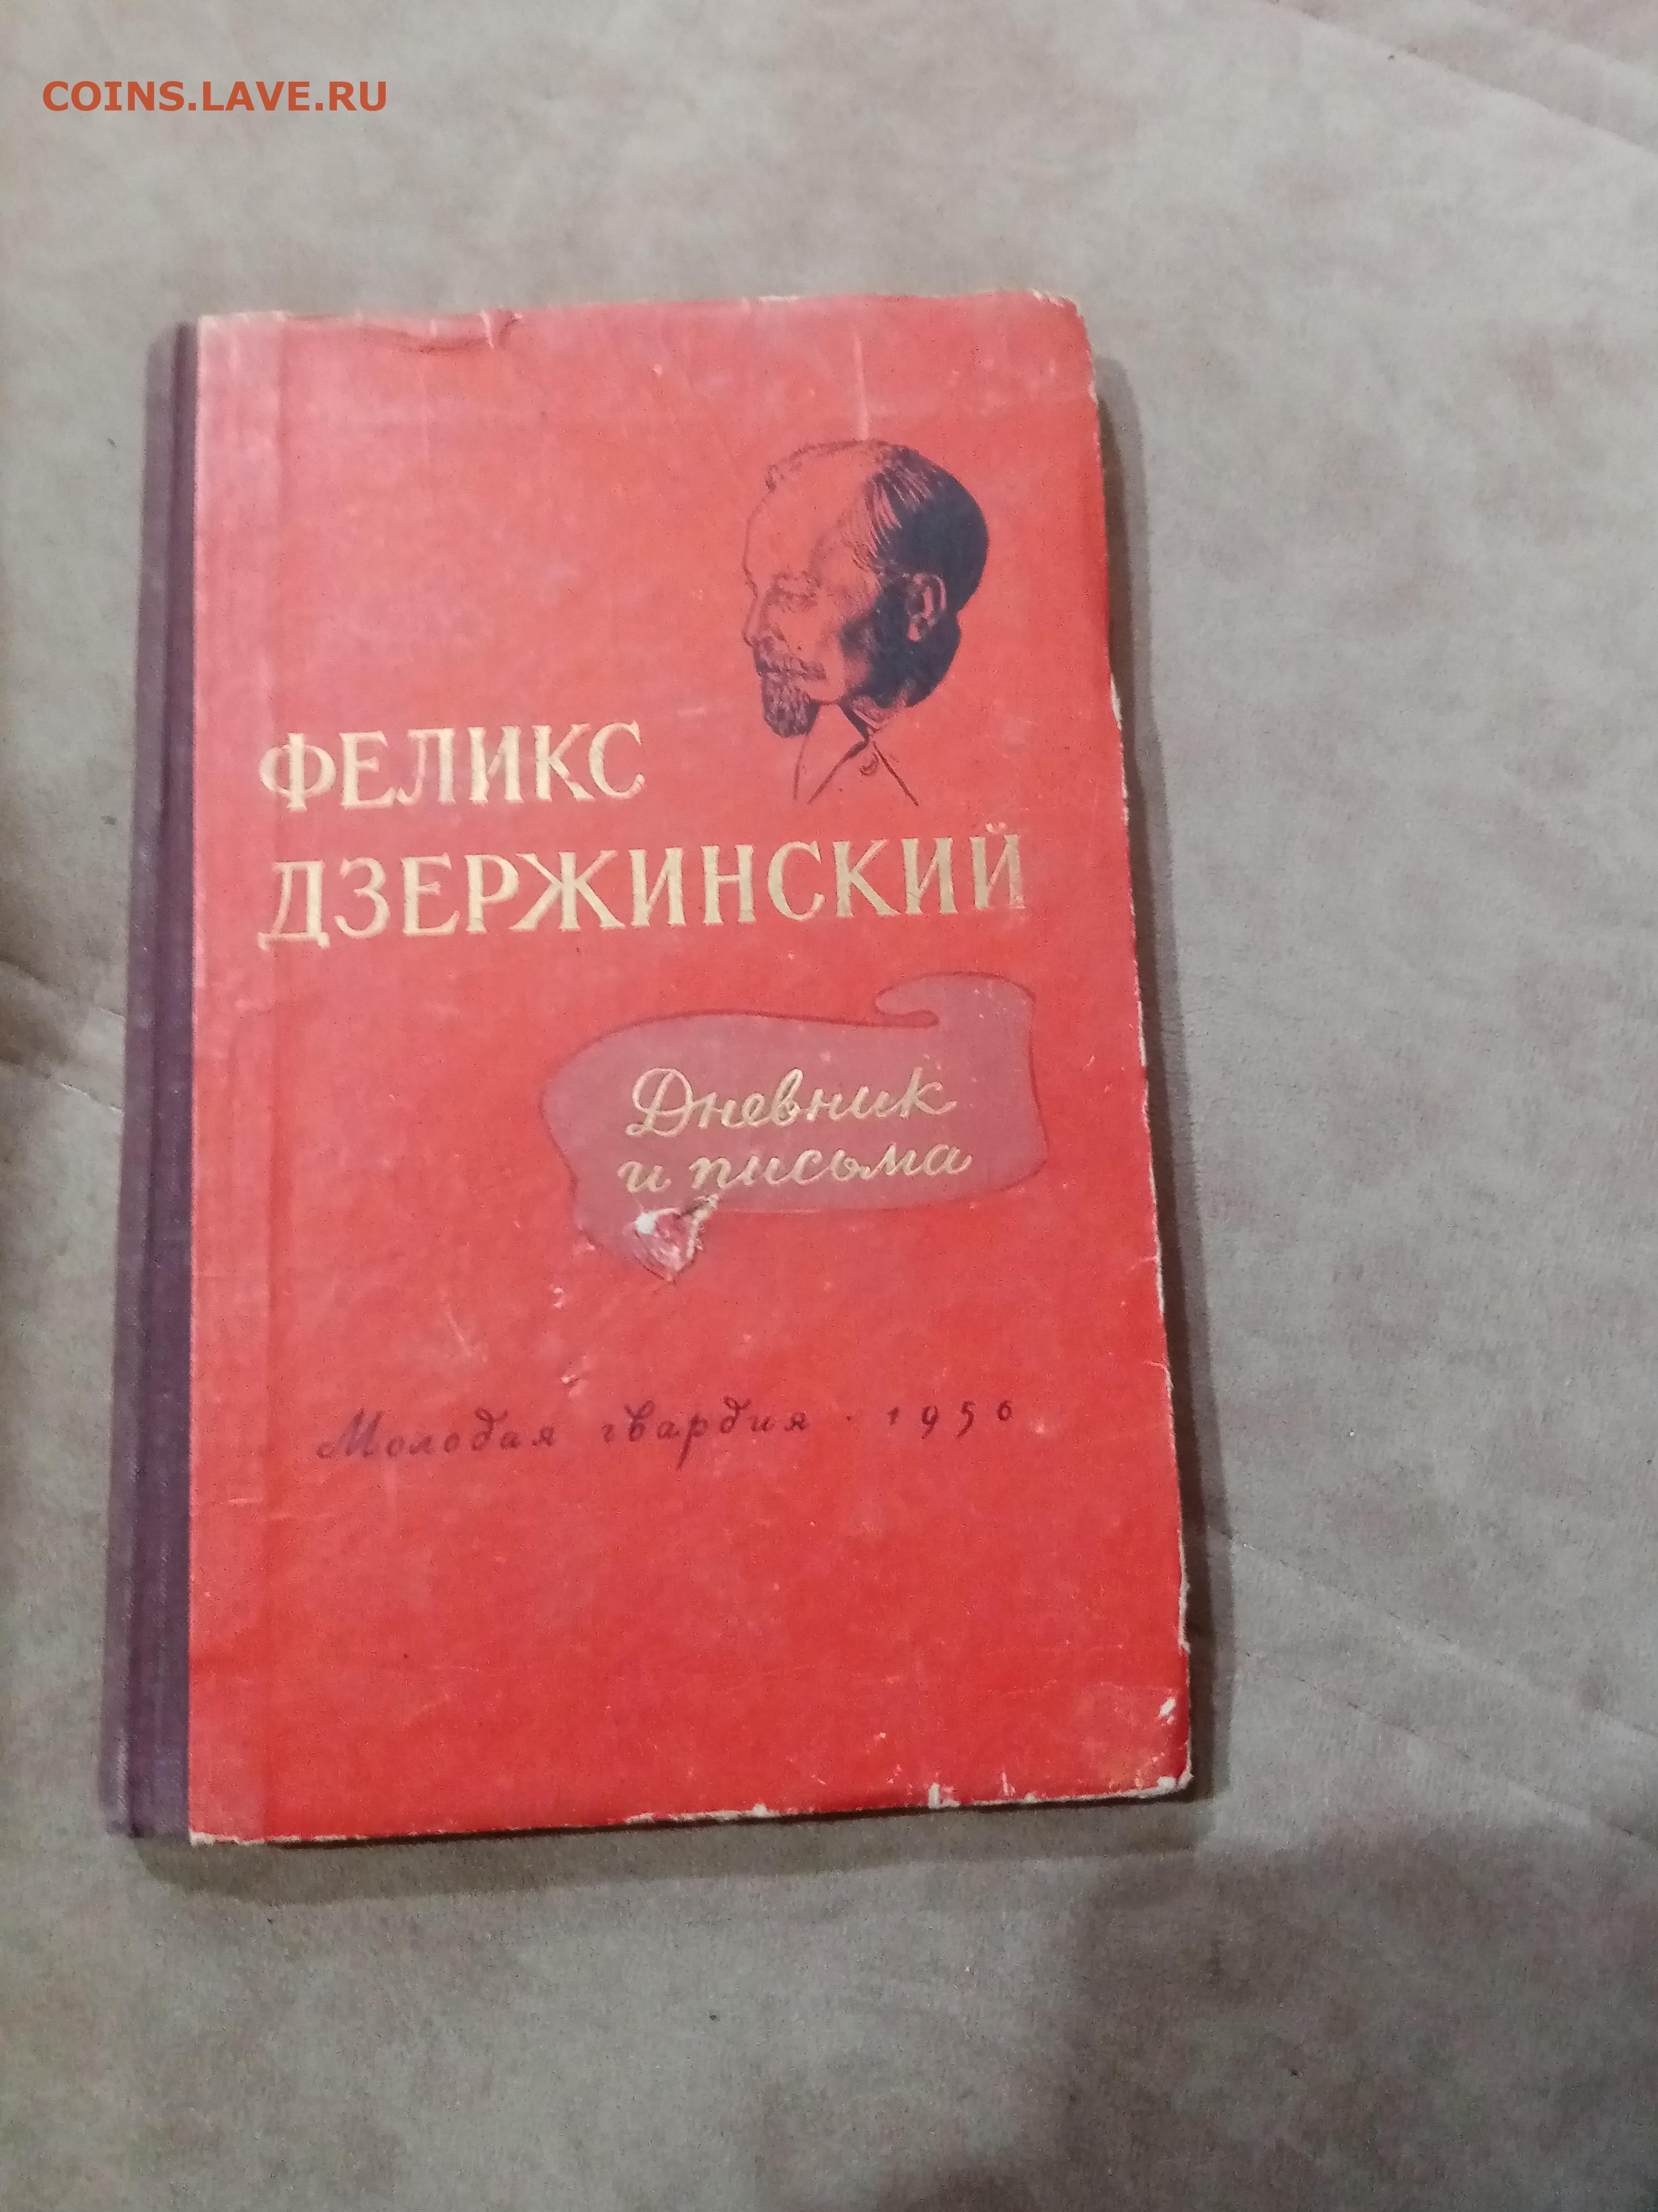 COINS.LAVE.RU
ФЕЛИКС
ДЗЕРЖИНСКИЙ
Дневник
и письма
Молодая гвардия · 1956